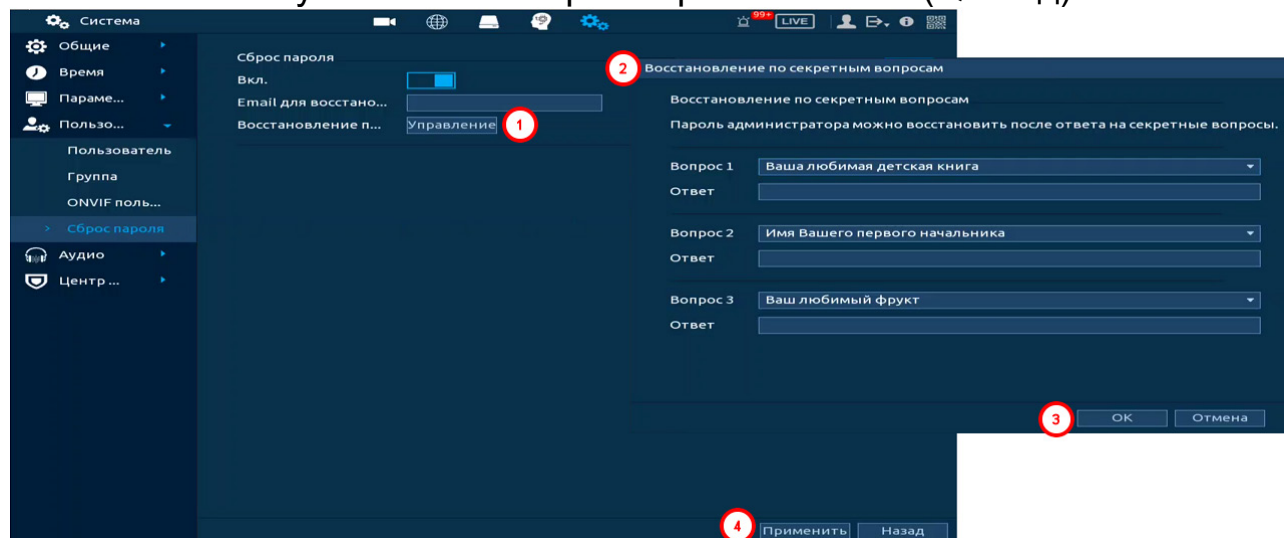 Система
99+
LIVE
Общие
Время
Параме...
Пользо...
Пользователь
Группа
ONVIF поль...
> Сброс пароля
Аудио
Центр ...
Сброс пароля
Вкл.
Email для восстано...
Восстановление п...
Управление
1
2
Восстановление по секретным вопросам
Восстановление по секретным вопросам
Пароль администратора можно восстановить после ответа на секретные вопросы.
Вопрос 1
Ваша любимая детская книга
Ответ
Вопрос 2
Имя Вашего первого начальника
Ответ
Вопрос 3
Ваш любимый фрукт
Ответ
3
OK
Отмена
4
Применить
Назад